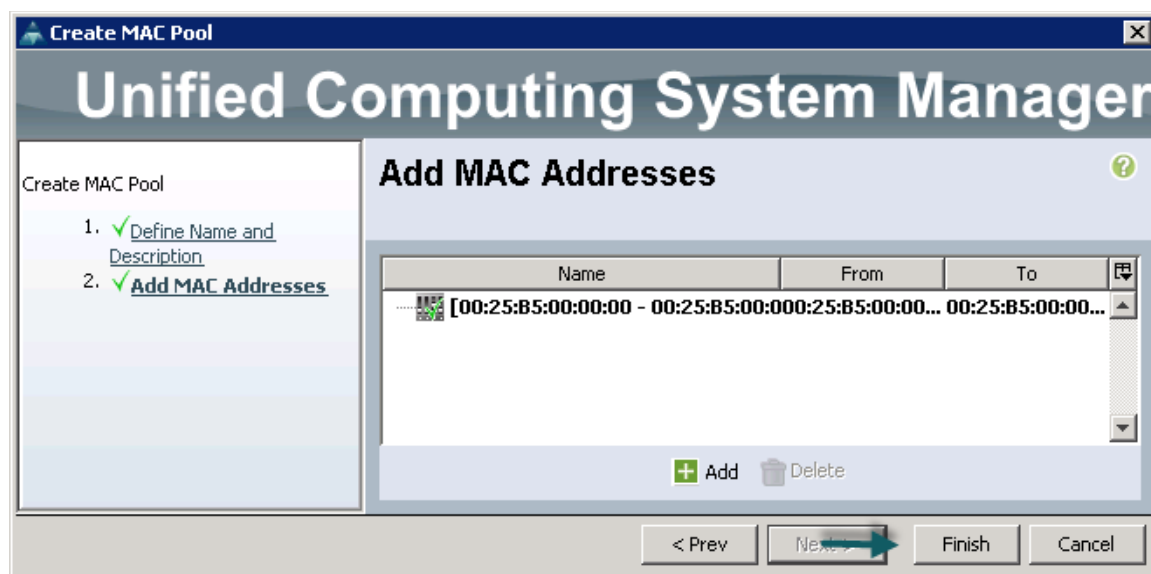 Create MAC Pool
Unified Computing System Manager
Create MAC Pool
1. Define Name and
Description
2. Add MAC Addresses
Add MAC Addresses
Name From To
[00:25:B5:00:00:00 - 00:25:B5:00:000:25:B5:00:00... 00:25:B5:00:00...
Add Delete
< Prev Next > Finish Cancel